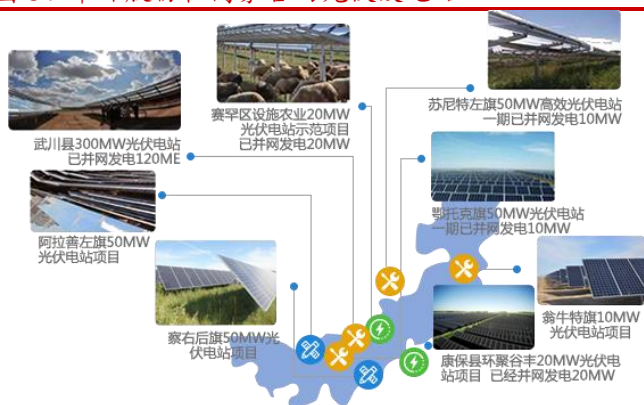 武川县300MW光伏电站
已并网发电120ME
赛罕区设施农业20MW
光伏电站示范项目
已并网发电20MW
苏尼特左旗50MW高效光伏电站
一期已并网发电10MW
阿拉善左旗50MW
光伏电站项目
鄂托克旗50MW光伏电站
一期已并网发电10MW
察右后旗50MW光
伏电站项目
翁牛特旗10MW
光伏电站项目
康保县环聚谷丰20MW光伏电
站项目 已经并网发电20MW